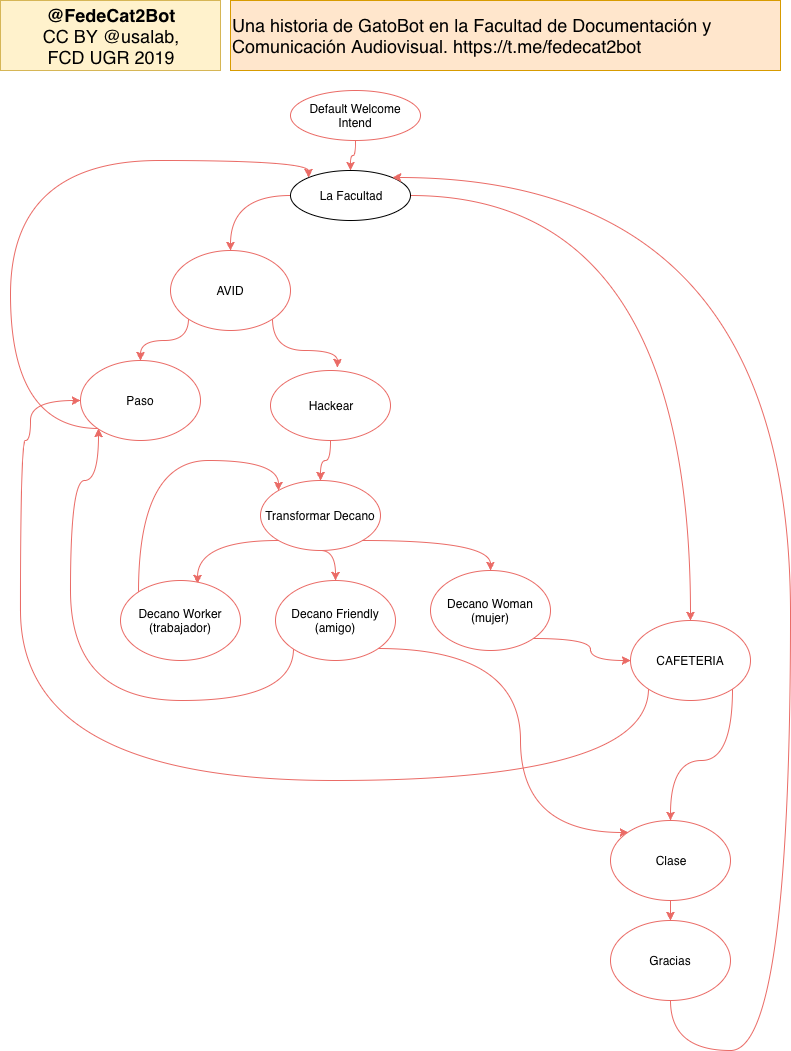 @FedeCat2Bot
CC BY @usalab,
FCD UGR 2019
Una historia de GatoBot en la Facultad de Documentación y
Comunicación Audiovisual. https://t.me/fedecat2bot
Default Welcome
Intend
La Facultad
AVID
Paso
Hackear
Transformar Decano
Decano Worker
(trabajador)
Decano Friendly
(amigo)
Decano Woman
(mujer)
CAFETERIA
Clase
Gracias